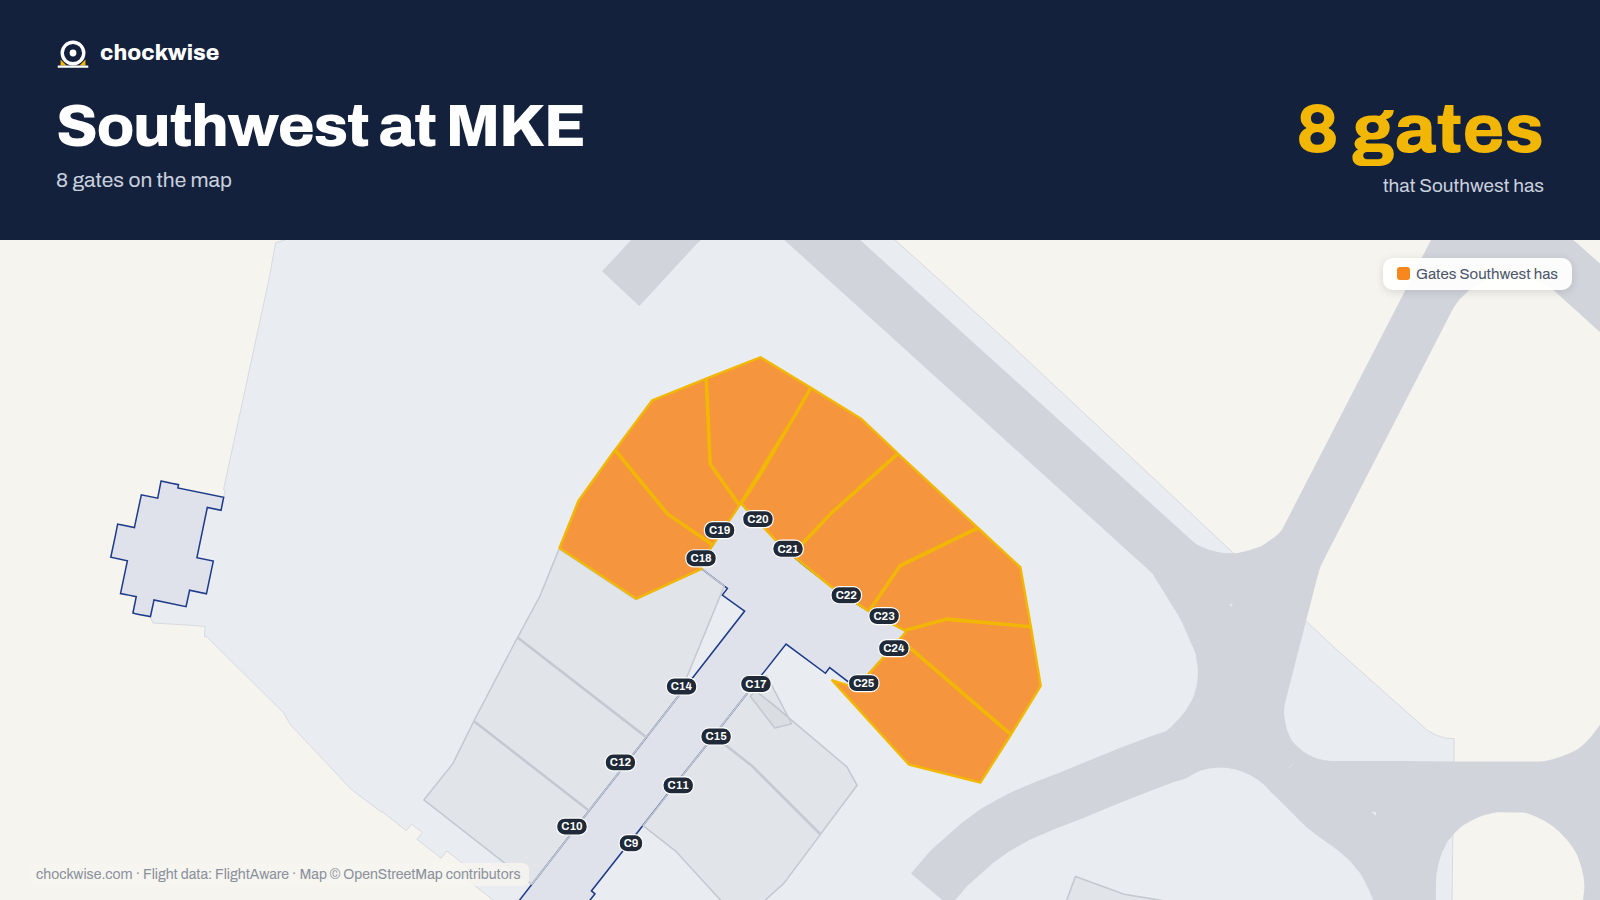 chockwise
Southwest at MKE
8 gates on the map
8 gates
that Southwest has
Gates Southwest has
C19
C20
C18
C21
C22
C23
C24
C25
C14
C17
C15
C12
C11
C10
C9
chockwise.com · Flight data: FlightAware · Map © OpenStreetMap contributors